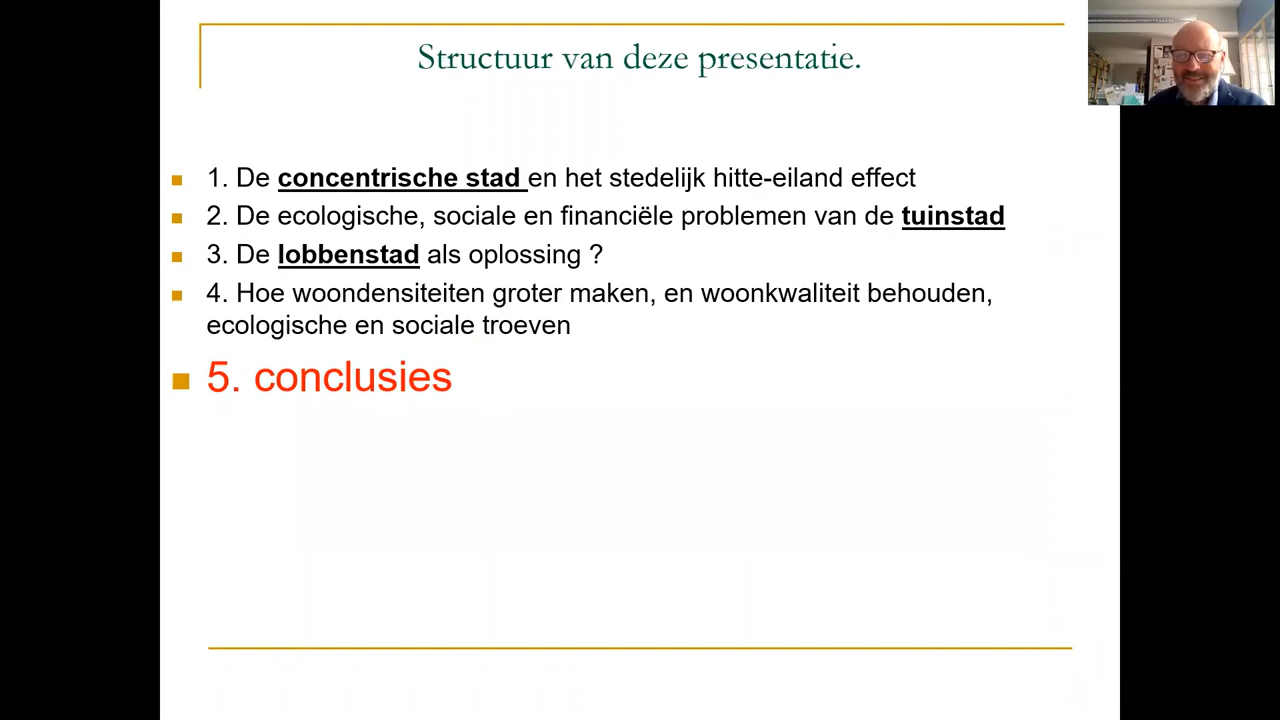 Structuur van deze presentatie.
1. De concentrische stad en het stedelijk hitte-eiland effect
2. De ecologische, sociale en financiële problemen van de tuinstad
3. De lobbenstad als oplossing ?
4. Hoe woondensiteiten groter maken, en woonkwaliteit behouden,
ecologische en sociale troeven
5. conclusies